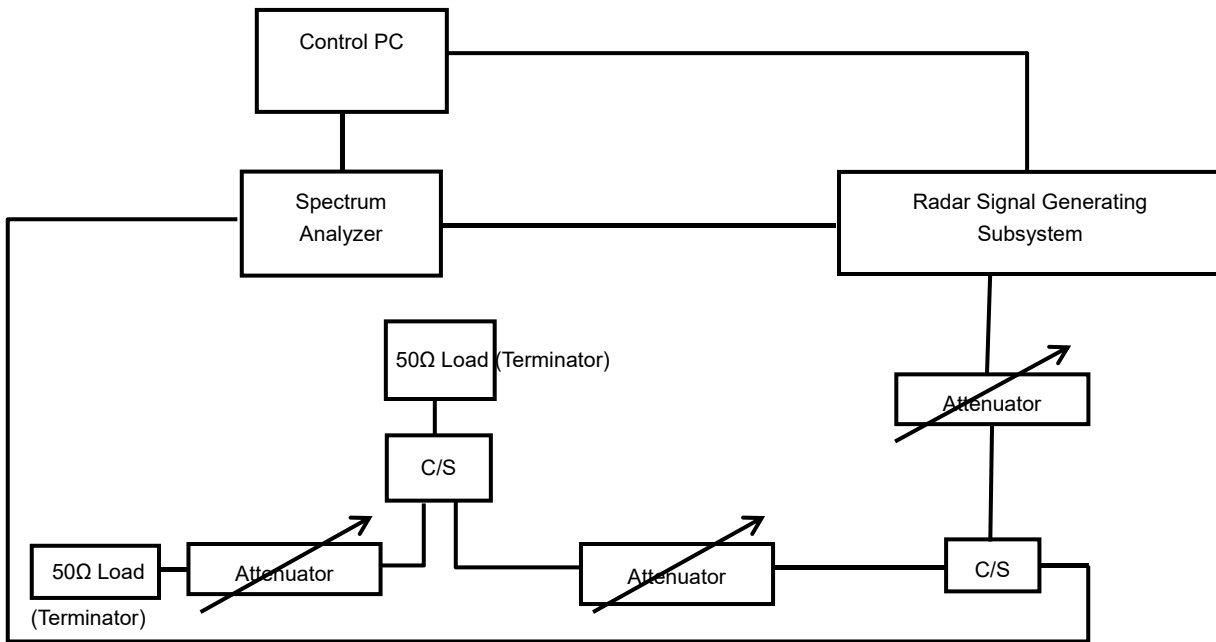 Control PC
Spectrum
Analyzer
Radar Signal Generating
Subsystem
50Ω Load (Terminator)
Attenuator
C/S
50Ω Load
(Terminator)
Attenuator
Attenuator
C/S